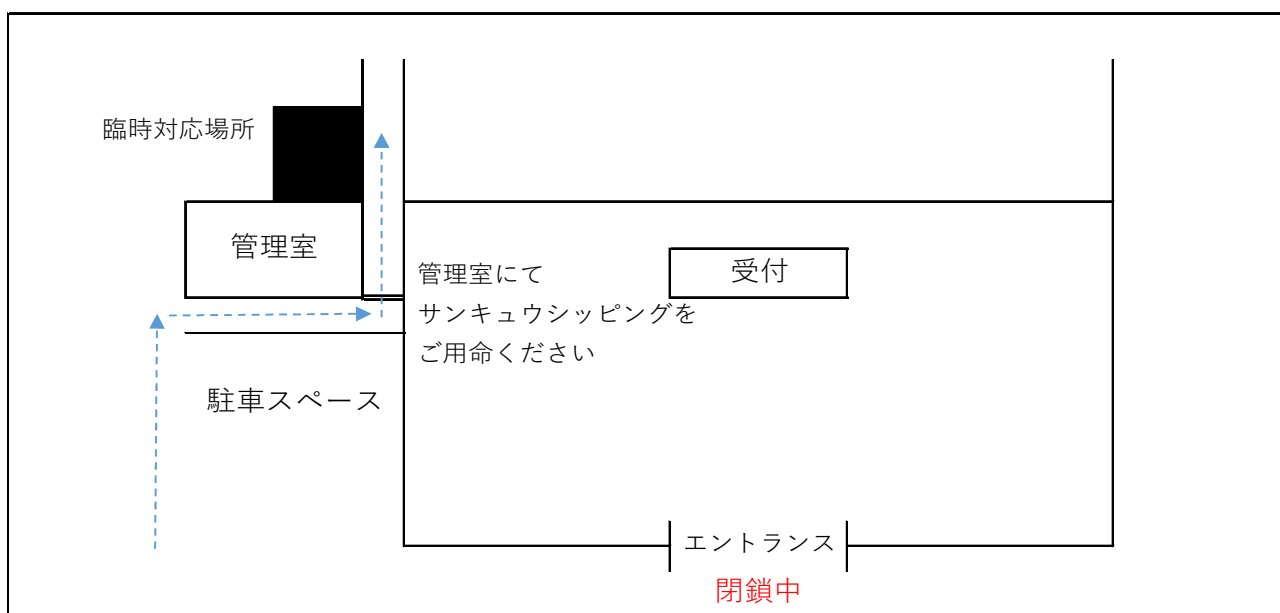 臨時対応場所
管理室
管理室にて
サンキュウシッピングを
ご用命ください
受付
駐車スペース
エントランス
閉鎖中